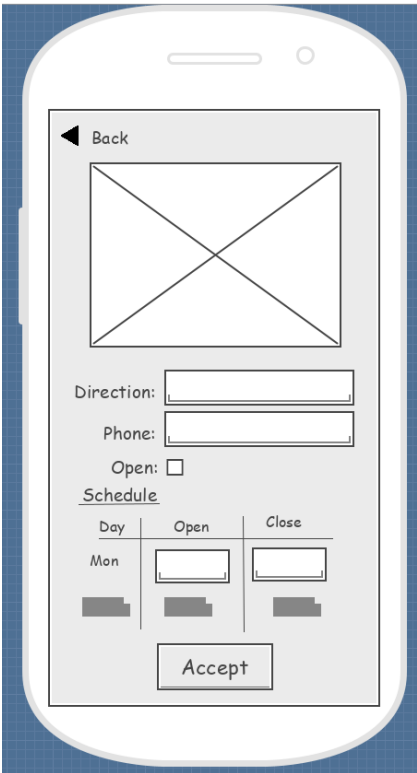 Back
Direction:
Phone:
Open:
Schedule
Day Open Close
Mon
Accept